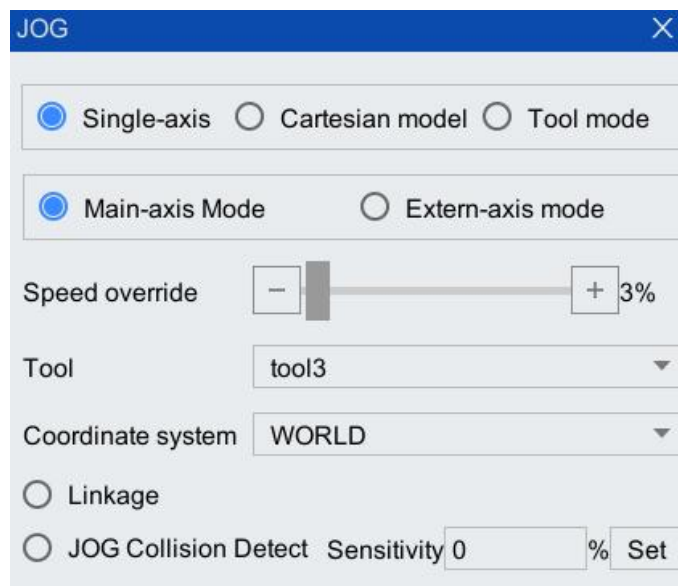 JOG
Single-axis Cartesian model Tool mode
Main-axis Mode Extern-axis mode
Speed override − + 3%
Tool tool3
Coordinate system WORLD
Linkage
JOG Collision Detect Sensitivity 0 % Set